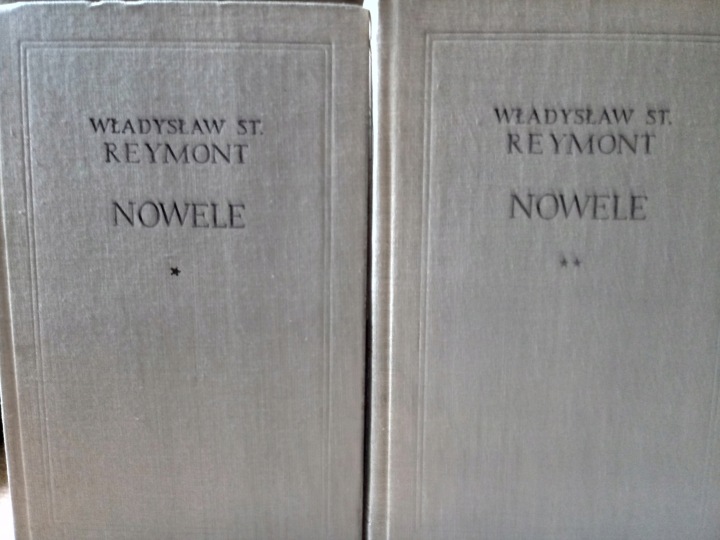 WŁADYSŁAW ST.
REYMONT
NOWELE
*
WŁADYSŁAW ST.
REYMONT
NOWELE
**